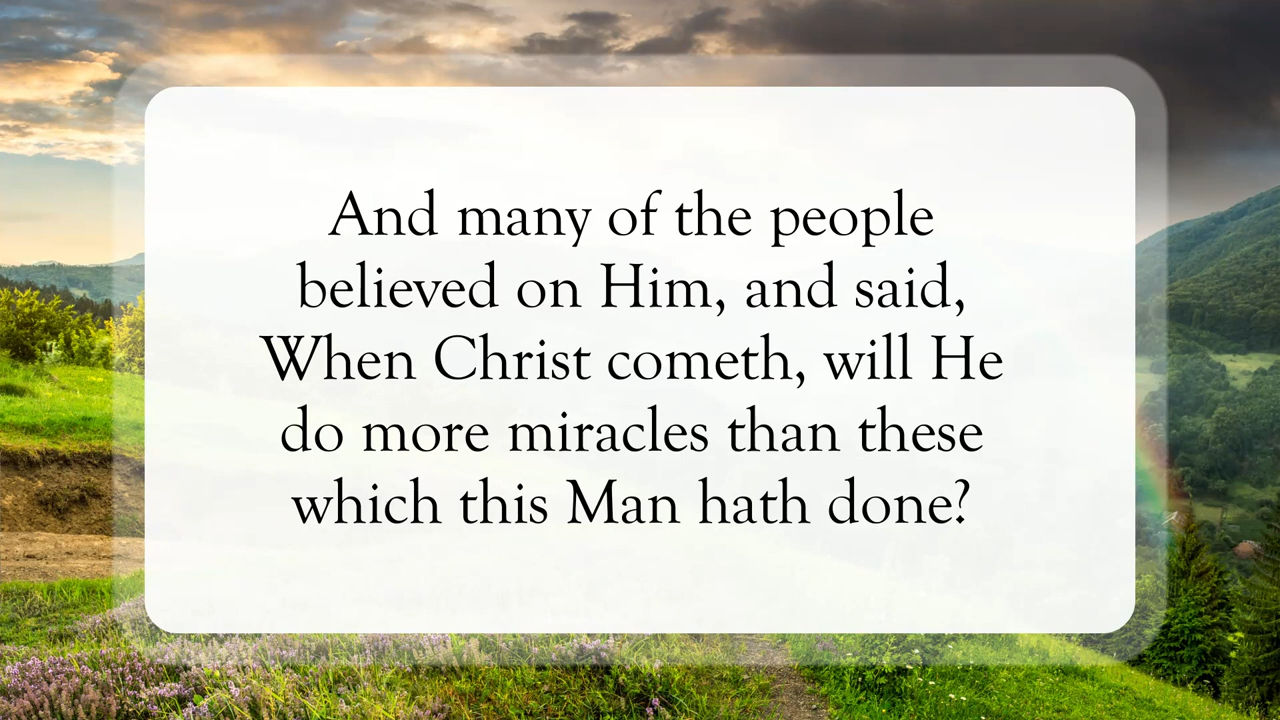 And many of the people
believed on Him, and said,
When Christ cometh, will He
do more miracles than these
which this Man hath done?